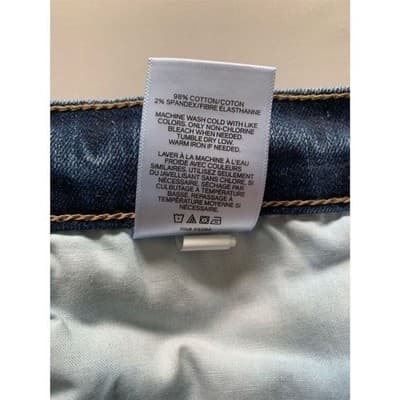 98% COTTON/COTON
2% SPANDEX/FIBRE ÉLASTHANNE
MACHINE WASH COLD WITH LIKE
COLORS. ONLY NON-CHLORINE
BLEACH WHEN NEEDED.
TUMBLE DRY LOW.
WARM IRON IF NEEDED.
LAVER À LA MACHINE À L'EAU
FROIDE AVEC COULEURS
SIMILAIRES. UTILISEZ SEULEMENT
DU JAVELLISANT SANS CHLORE SI
NÉCESSAIRE. SÉCHAGE PAR
CULBUTAGE À TEMPÉRATURE
BASSE. REPASSAGE À
TEMPÉRATURE MOYENNE SI
NÉCESSAIRE.